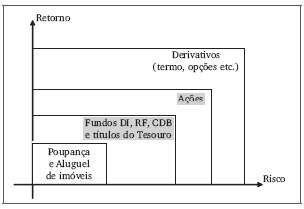 Retorno
Derivativos
(termo, opções etc.)
Ações
Fundos DI, RF, CDB
e títulos do Tesouro
Poupança
e Aluguel
de imóveis
Risco